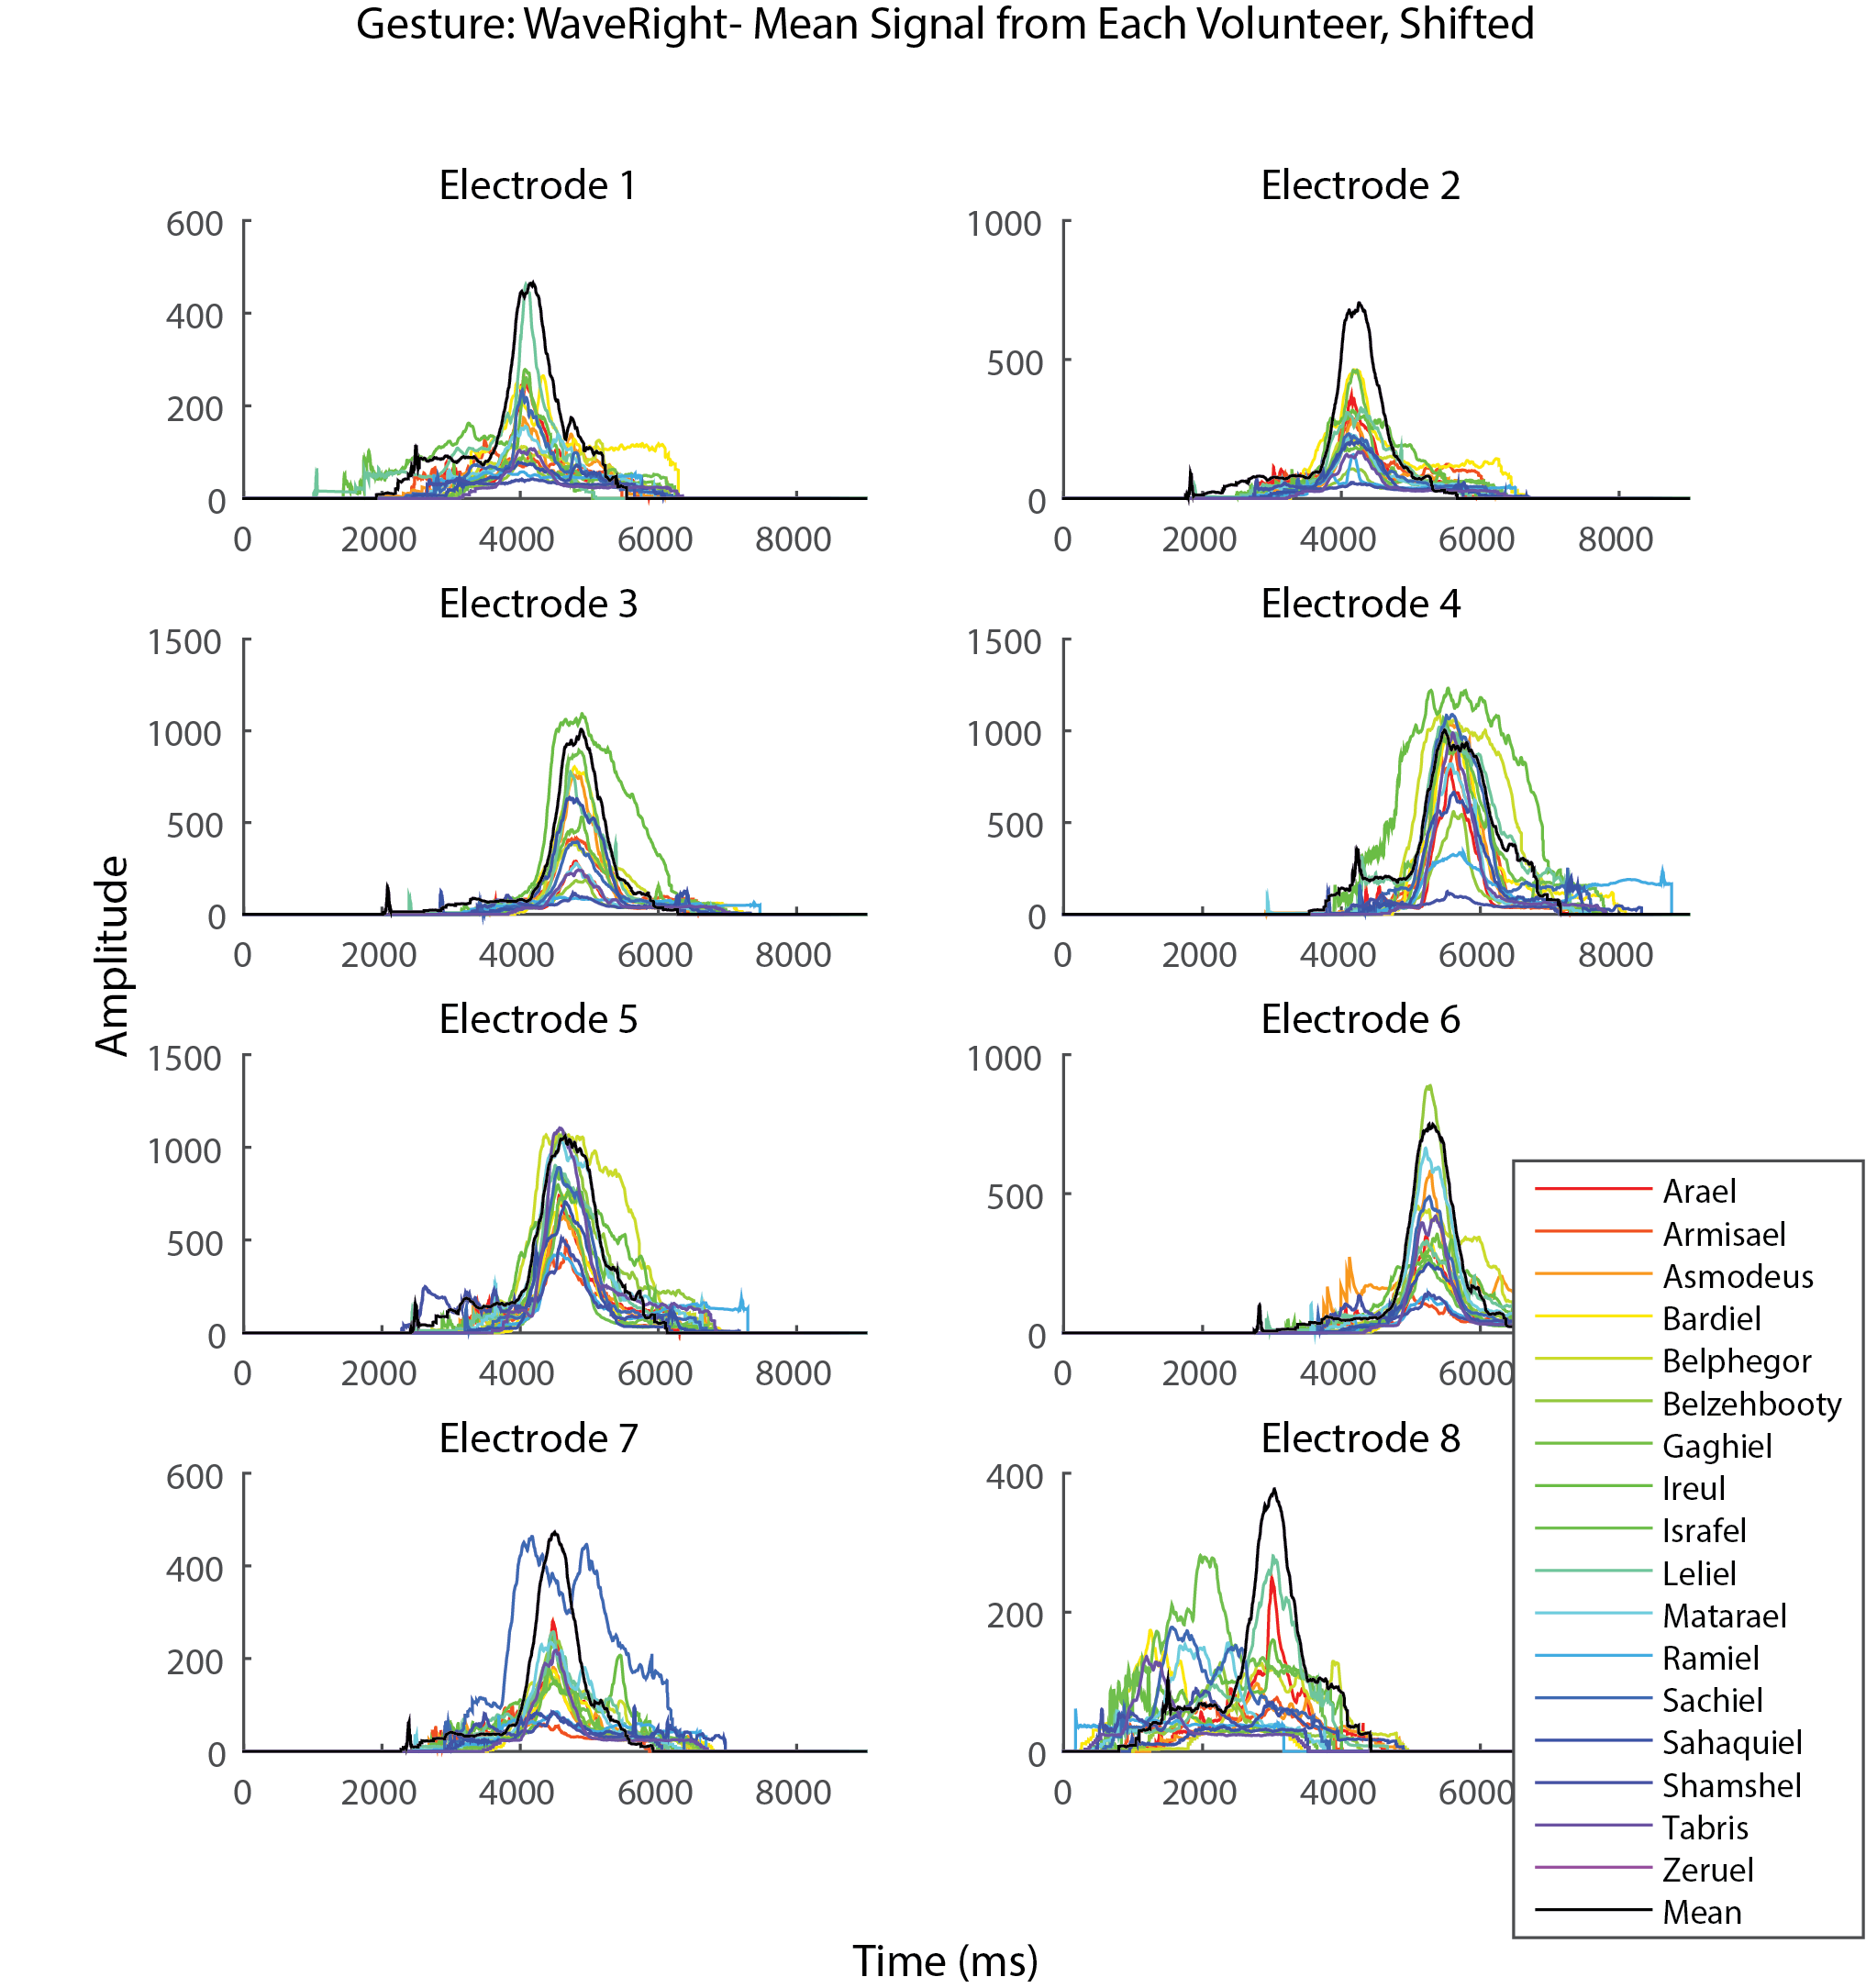 Gesture: WaveRight- Mean Signal from Each Volunteer, Shifted
Electrode 1
600
400
200
0
0 2000 4000 6000 8000
Electrode 2
1000
500
0
0 2000 4000 6000 8000
Electrode 3
1500
1000
500
0
0 2000 4000 6000 8000
Electrode 4
1500
1000
500
0
0 2000 4000 6000 8000
Amplitude
Electrode 5
1500
1000
500
0
0 2000 4000 6000 8000
Electrode 6
1000
500
0
0 2000 4000 6000
Electrode 7
600
400
200
0
0 2000 4000 6000 8000
Electrode 8
400
200
0
0 2000 4000 6000
Arael
Armisael
Asmodeus
Bardiel
Belphegor
Belzehbooty
Gaghiel
Ireul
Israfel
Leliel
Matarael
Ramiel
Sachiel
Sahaquiel
Shamshel
Tabris
Zeruel
Mean
Time (ms)